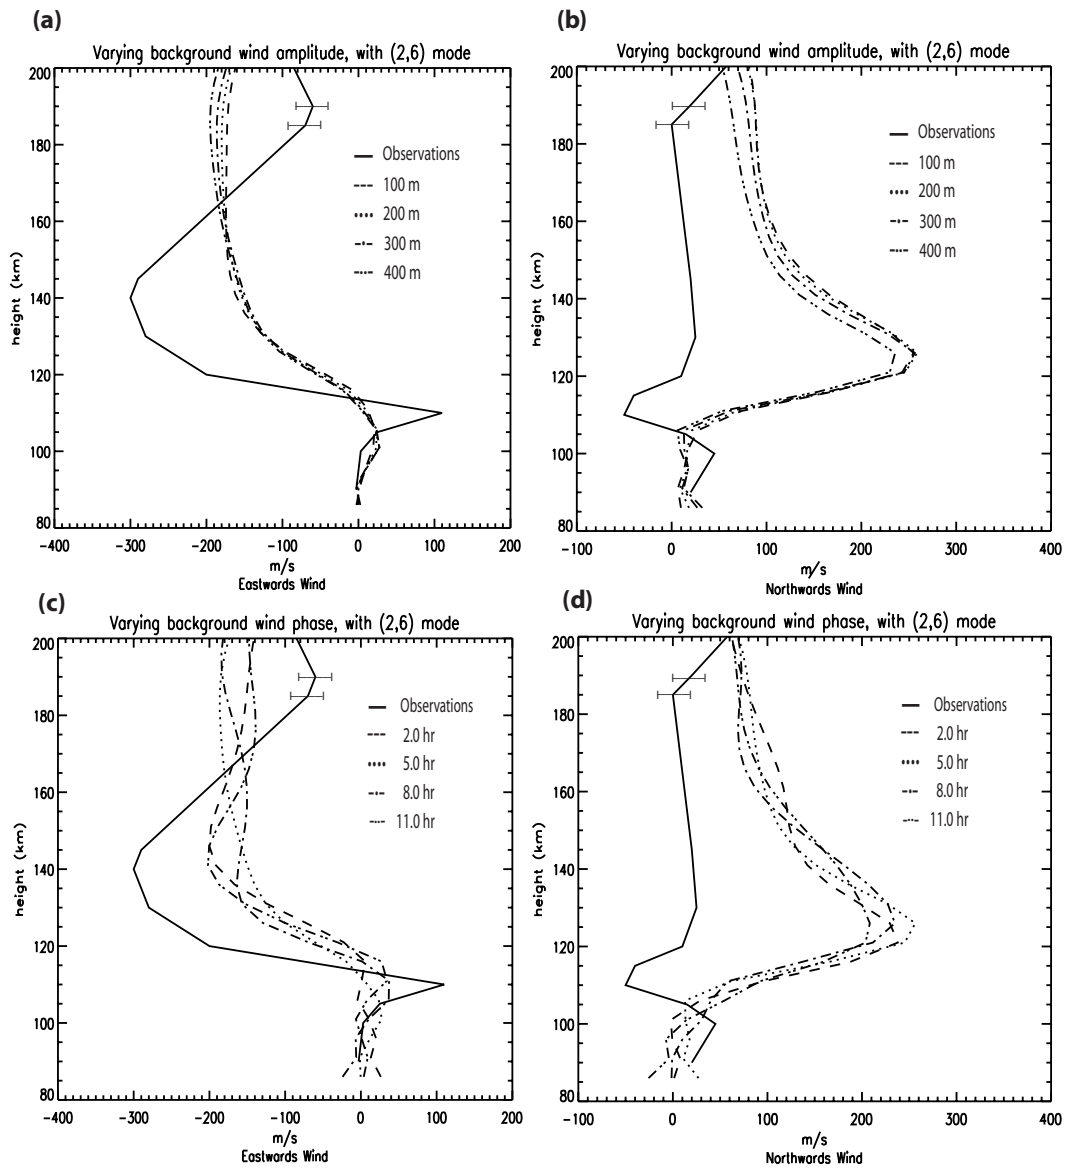 (a)
Varying background wind amplitude, with (2,6) mode
200
180
160
140
120
100
80
height (km)
Observations
100 m
200 m
300 m
400 m
-400 -300 -200 -100 0 100 200
m/s
Eastwards Wind
(b)
Varying background wind amplitude, with (2,6) mode
200
180
160
140
120
100
80
height (km)
Observations
100 m
200 m
300 m
400 m
-100 0 100 200 300 400
m/s
Northwards Wind
(c)
Varying background wind phase, with (2,6) mode
200
180
160
140
120
100
80
height (km)
Observations
2.0 hr
5.0 hr
8.0 hr
11.0 hr
-400 -300 -200 -100 0 100 200
m/s
Eastwards Wind
(d)
Varying background wind phase, with (2,6) mode
200
180
160
140
120
100
80
height (km)
Observations
2.0 hr
5.0 hr
8.0 hr
11.0 hr
-100 0 100 200 300 400
m/s
Northwards Wind